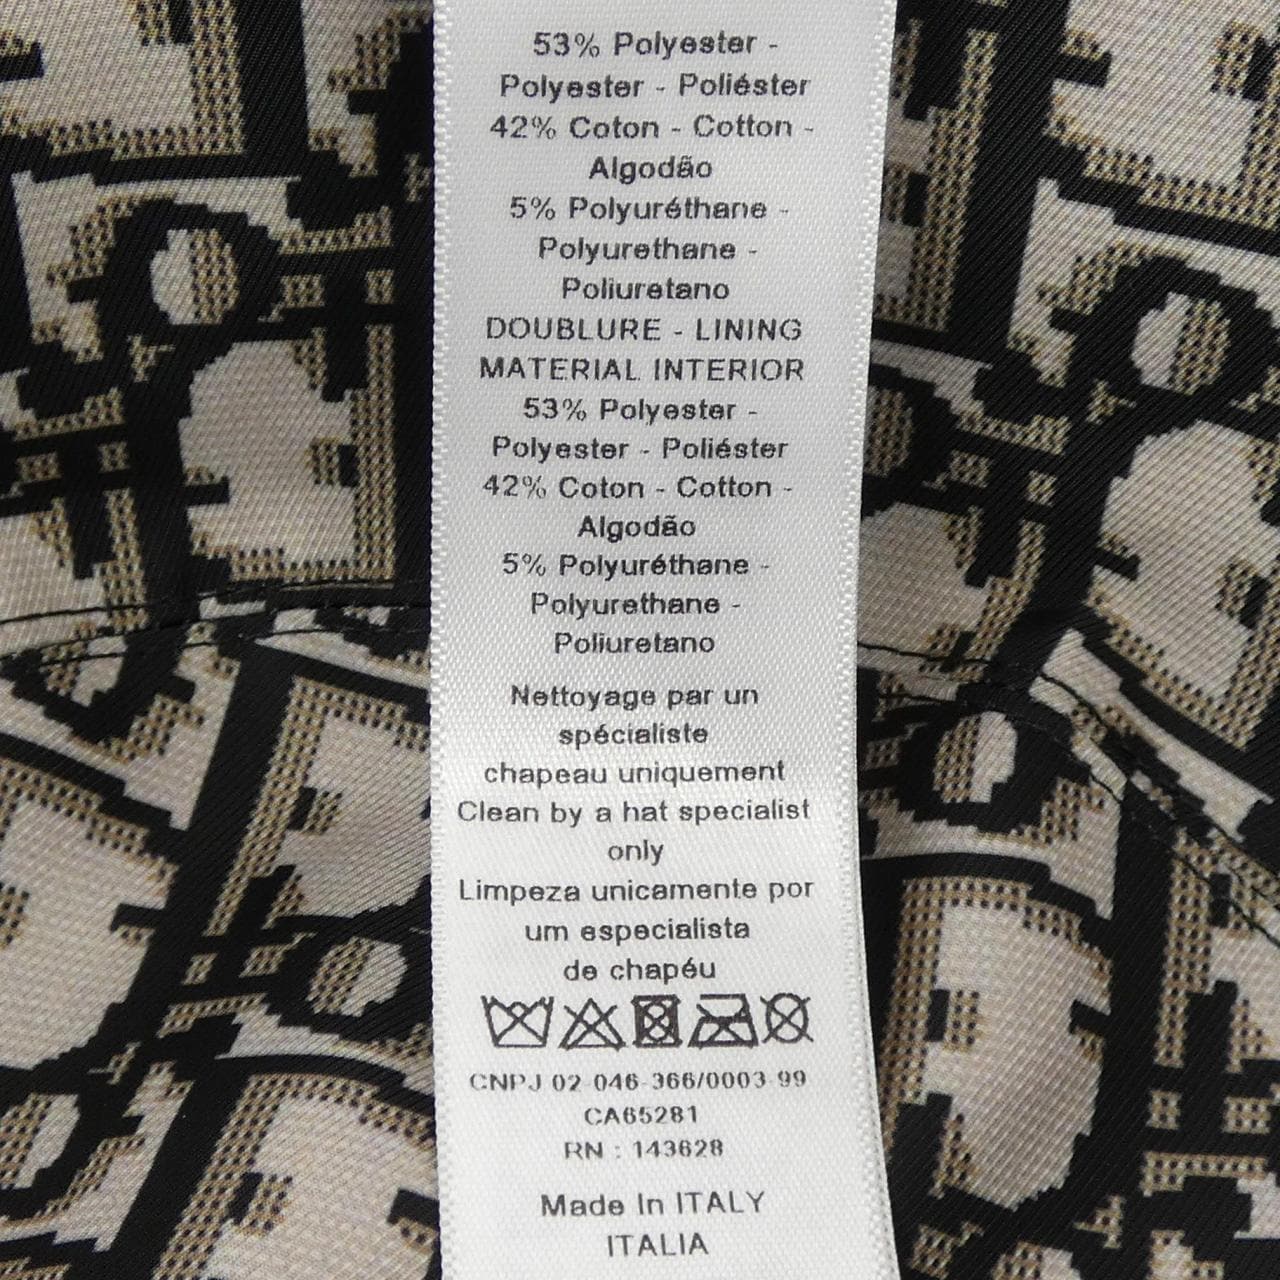 53% Polyester -
Polyester - Poliéster
42% Coton - Cotton -
Algodão
5% Polyuréthane -
Polyurethane -
Poliuretano
DOUBLURE - LINING
MATERIAL INTERIOR
53% Polyester -
Polyester - Poliéster
42% Coton - Cotton -
Algodão
5% Polyuréthane -
Polyurethane -
Poliuretano
Nettoyage par un
spécialiste
chapeau uniquement
Clean by a hat specialist
only
Limpeza unicamente por
um especialista
de chapéu
CNPJ 02-046-366/0003-99
CA65281
RN : 143628
Made In ITALY
ITALIA